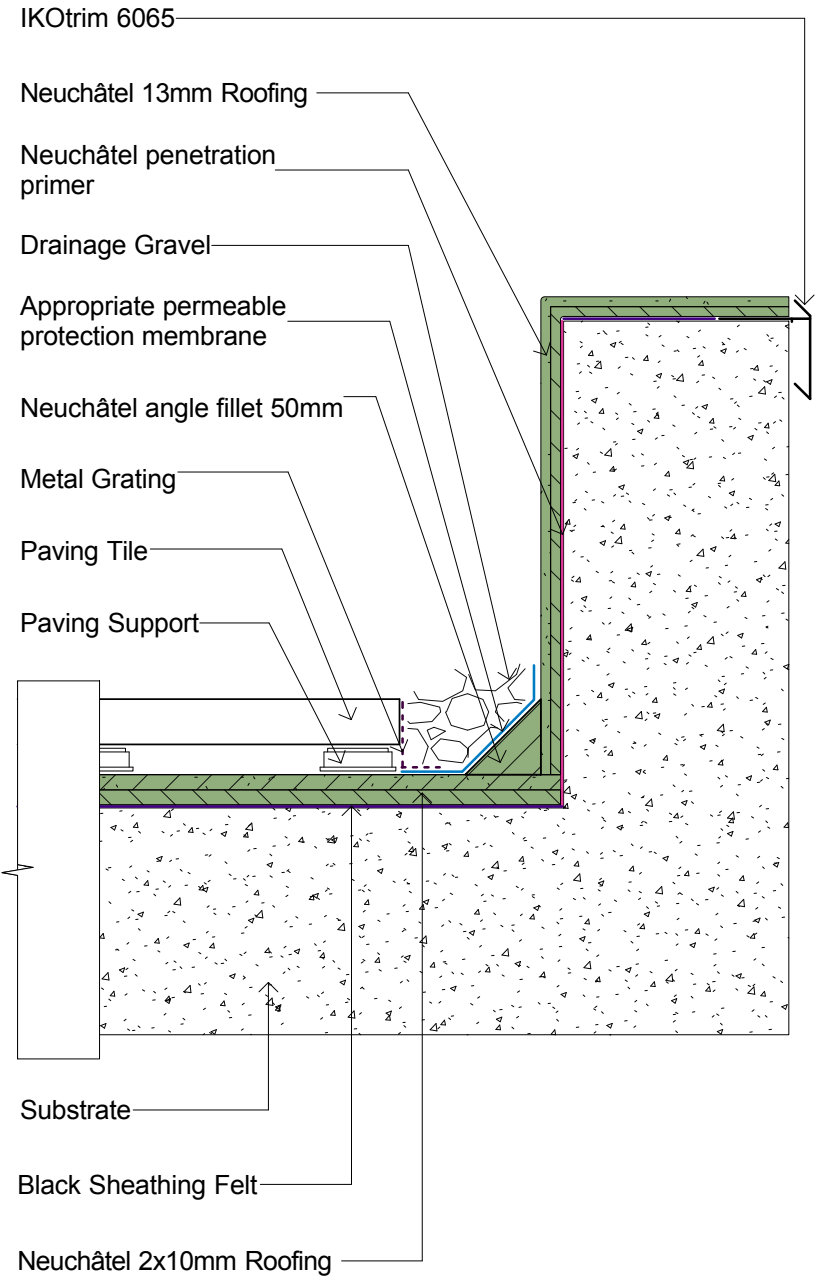 IKOtrim 6065
Neuchâtel 13mm Roofing
Neuchâtel penetration
primer
Drainage Gravel
Appropriate permeable
protection membrane
Neuchâtel angle fillet 50mm
Metal Grating
Paving Tile
Paving Support
Substrate
Black Sheathing Felt
Neuchâtel 2x10mm Roofing